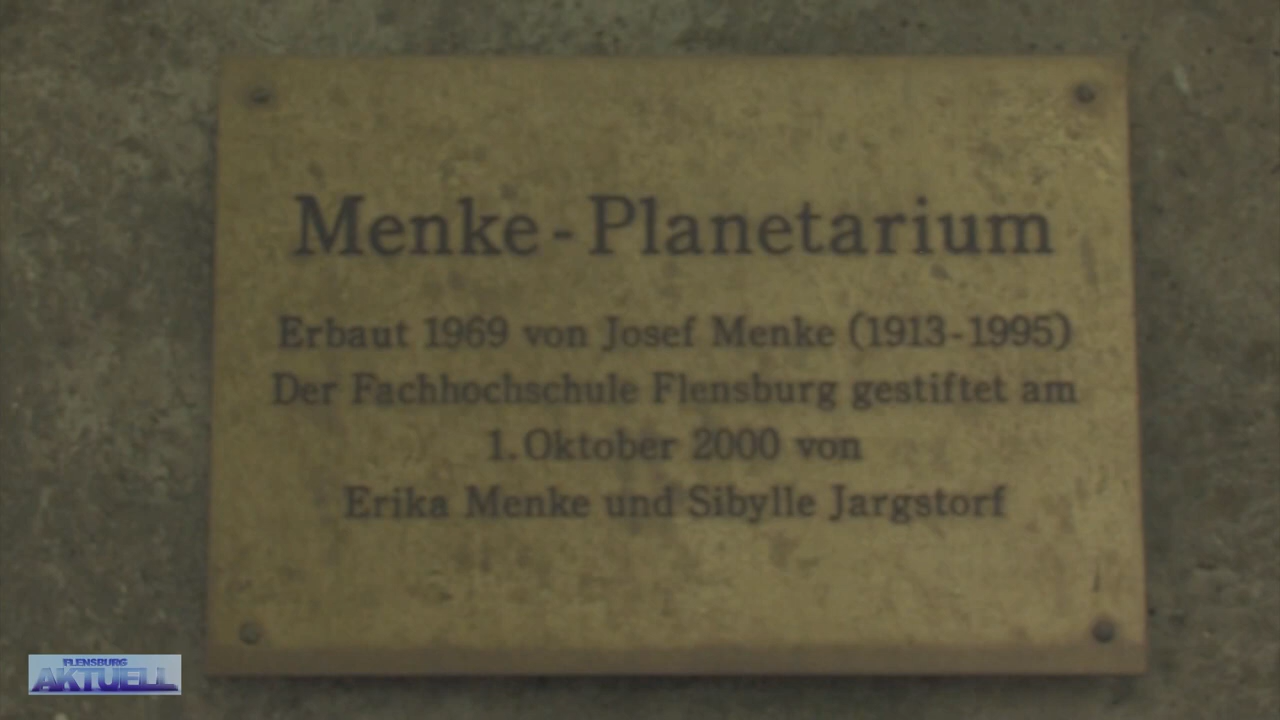 Menke - Planetarium
Erbaut 1969 von Josef Menke (1913-1995)
Der Fachhochschule Flensburg gestiftet am
1. Oktober 2000 von
Erika Menke und Sibylle Jargstorf
FLENSBURG
AKTUELL